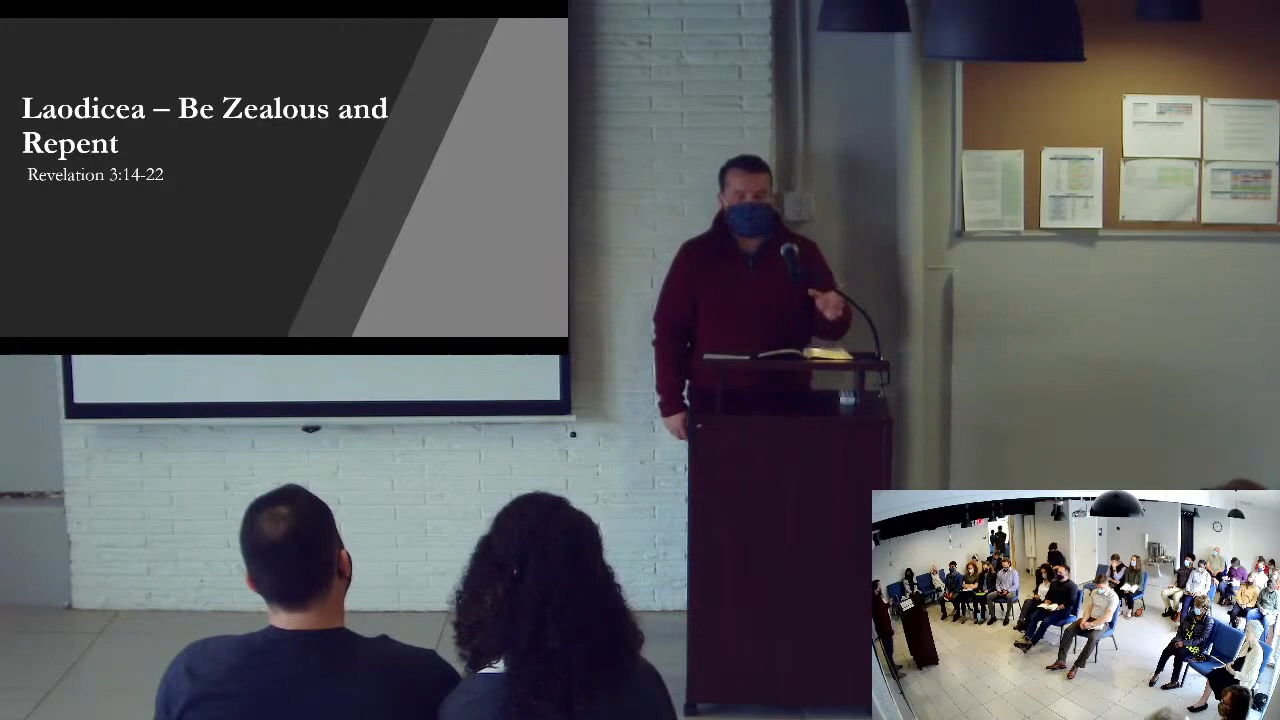 Laodicea – Be Zealous and
Repent
Revelation 3:14-22